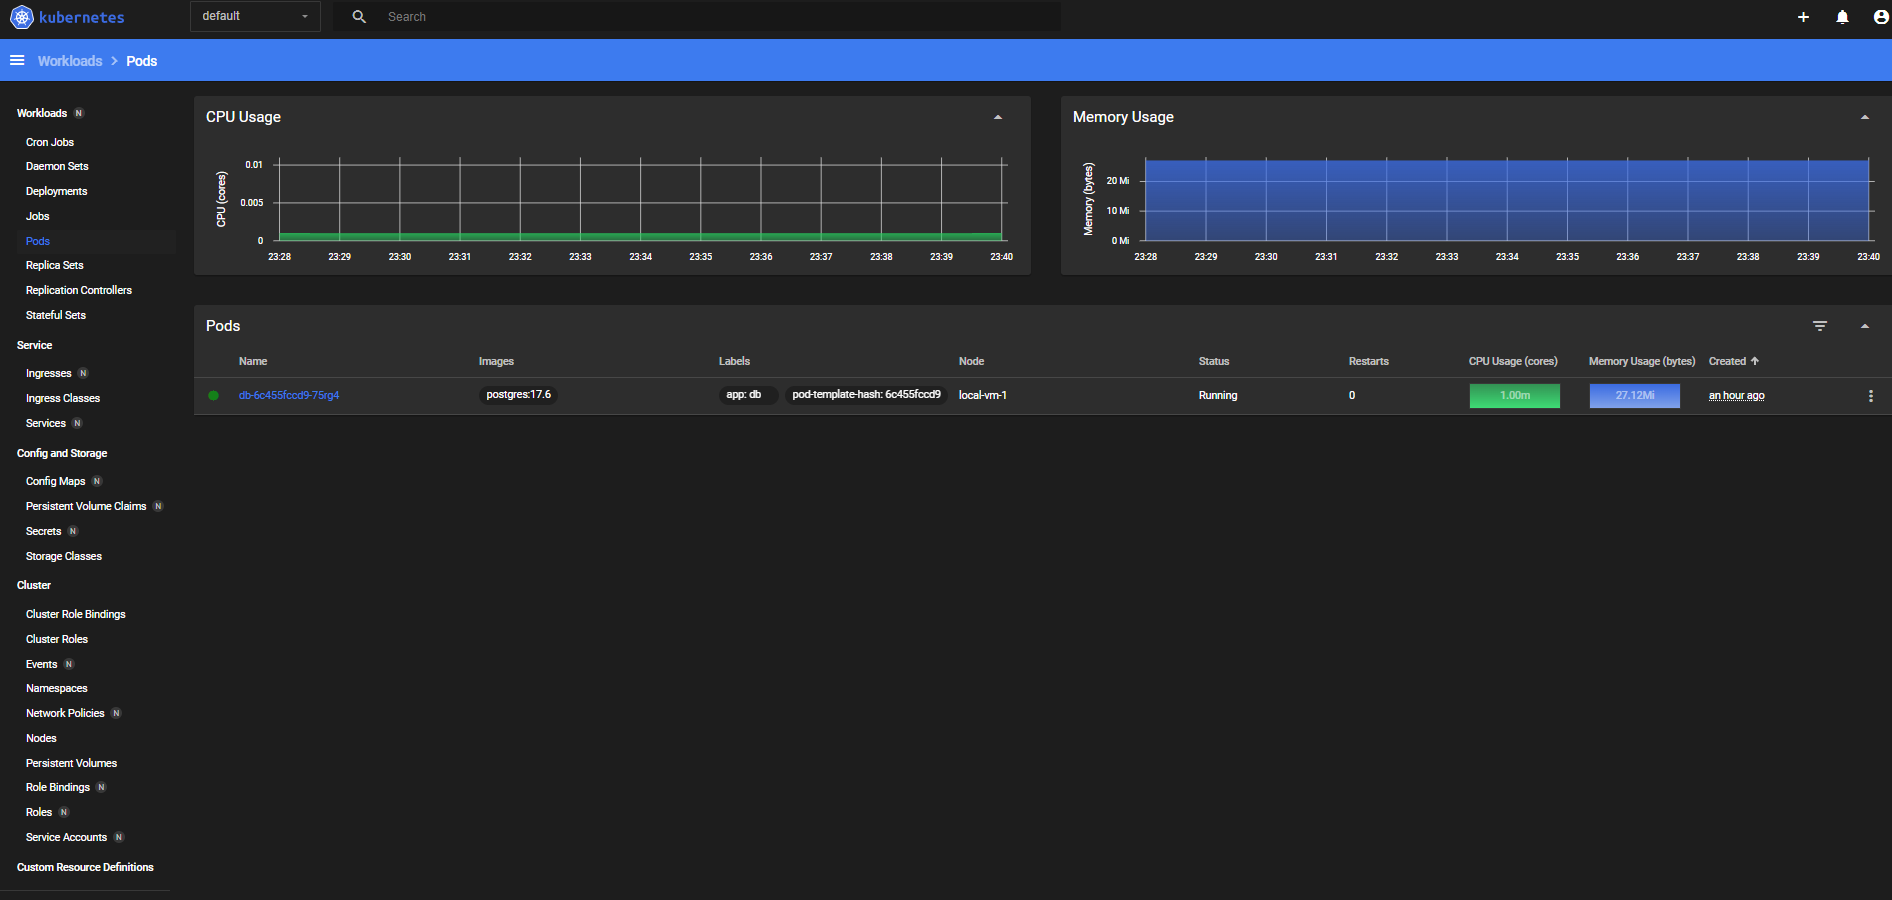 kubernetes
default
Search
Workloads > Pods
Workloads N
Cron Jobs
Daemon Sets
Deployments
Jobs
Pods
Replica Sets
Replication Controllers
Stateful Sets
Service
Ingresses N
Ingress Classes
Services N
Config and Storage
Config Maps N
Persistent Volume Claims N
Secrets N
Storage Classes
Cluster
Cluster Role Bindings
Cluster Roles
Events N
Namespaces
Network Policies N
Nodes
Persistent Volumes
Role Bindings N
Roles N
Service Accounts N
Custom Resource Definitions
CPU Usage
CPU (cores)
0.01
0.005
0
23:28 23:29 23:30 23:31 23:32 23:33 23:34 23:35 23:36 23:37 23:38 23:39 23:40
Memory Usage
Memory (bytes)
20 Mi
10 Mi
0 Mi
23:28 23:29 23:30 23:31 23:32 23:33 23:34 23:35 23:36 23:37 23:38 23:39 23:40
Pods
Name Images Labels Node Status Restarts CPU Usage (cores) Memory Usage (bytes) Created
db-6c455fccd9-75rg4 postgres:17.6 app: db pod-template-hash: 6c455fccd9 local-vm-1 Running 0 1.00m 27.12Mi an hour ago